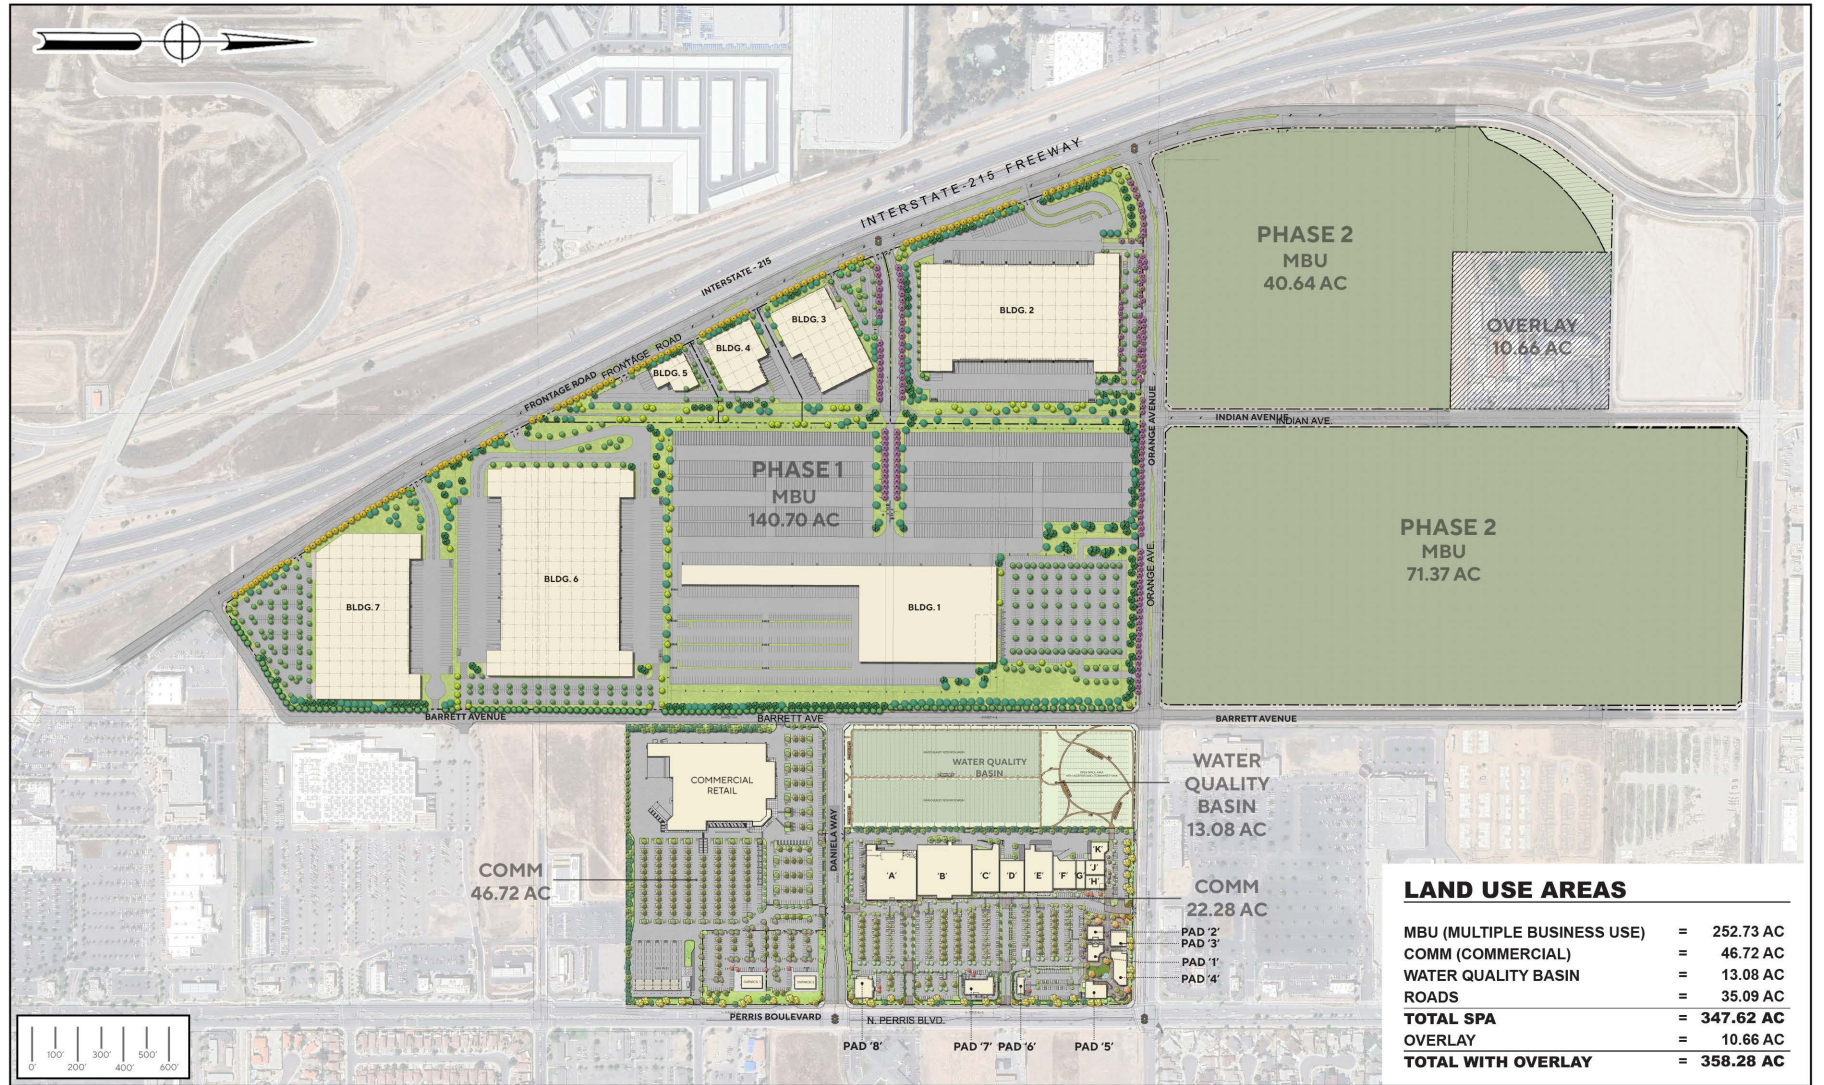 INTERSTATE-215 FREEWAY
INTERSTATE - 215
FRONTAGE ROAD
FRONTAGE ROAD
PHASE 2
MBU
40.64 AC
OVERLAY
10.66 AC
BLDG. 2
BLDG. 3
BLDG. 4
BLDG. 5
INDIAN AVENUE
INDIAN AVE.
ORANGE AVENUE
ORANGE AVE.
PHASE 1
MBU
140.70 AC
PHASE 2
MBU
71.37 AC
BLDG. 6
BLDG. 7
BLDG. 1
BARRETT AVENUE
BARRETT AVE
BARRETT AVENUE
COMMERCIAL
RETAIL
WATER QUALITY
BASIN
WATER
QUALITY
BASIN
13.08 AC
DANIELA WAY
COMM
46.72 AC
'A'
'B'
'C'
'D'
'E'
'F'
'G'
'K'
'J'
'H'
COMM
22.28 AC
PAD '2'
PAD '3'
PAD '1'
PAD '4'
PERRIS BOULEVARD
N. PERRIS BLVD.
PAD '8'
PAD '7'
PAD '6'
PAD '5'
0'
100'
200'
300'
400'
500'
600'
LAND USE AREAS
MBU (MULTIPLE BUSINESS USE) = 252.73 AC
COMM (COMMERCIAL) = 46.72 AC
WATER QUALITY BASIN = 13.08 AC
ROADS = 35.09 AC
TOTAL SPA = 347.62 AC
OVERLAY = 10.66 AC
TOTAL WITH OVERLAY = 358.28 AC